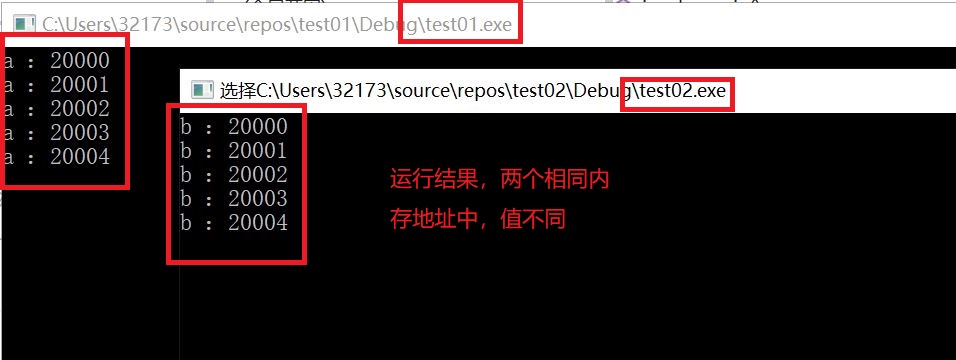 C:\Users\32173\source\repos\test01\Debug\test01.exe
a : 20000
a : 20001
a : 20002
a : 20003
a : 20004
选择C:\Users\32173\source\repos\test02\Debug\test02.exe
b : 20000
b : 20001
b : 20002
b : 20003
b : 20004
运行结果，两个相同内
存地址中，值不同